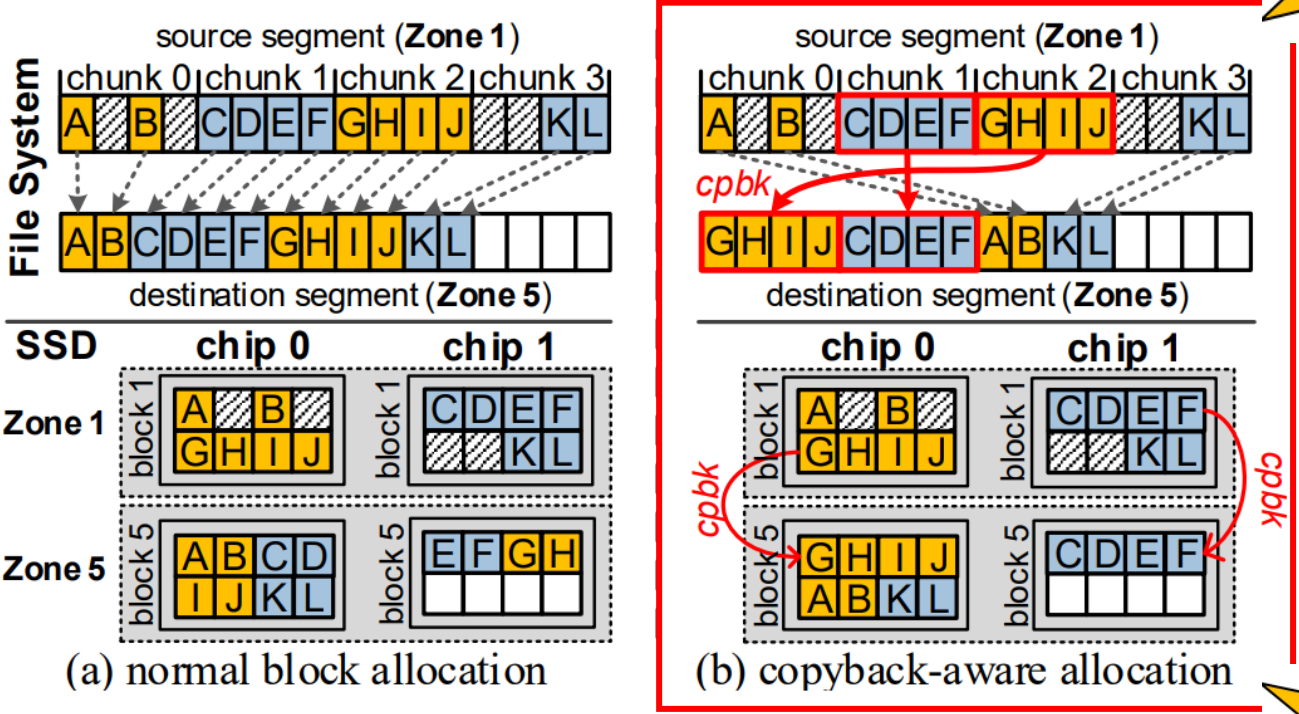 source segment (Zone 1)
chunk 0 chunk 1 chunk 2 chunk 3
A B C D E F G H I J K L
File System
A B C D E F G H I J K L
destination segment (Zone 5)
SSD chip 0 chip 1
Zone 1
block 1
A B
G H I J
block 1
C D E F
K L
Zone 5
block 5
A B C D
I J K L
block 5
E F G H
(a) normal block allocation
source segment (Zone 1)
chunk 0 chunk 1 chunk 2 chunk 3
A B C D E F G H I J K L
cpbk
G H I J C D E F A B K L
destination segment (Zone 5)
chip 0 chip 1
block 1
A B
G H I J
block 1
C D E F
K L
cpbk
cpbk
block 5
G H I J
A B K L
block 5
C D E F
(b) copyback-aware allocation